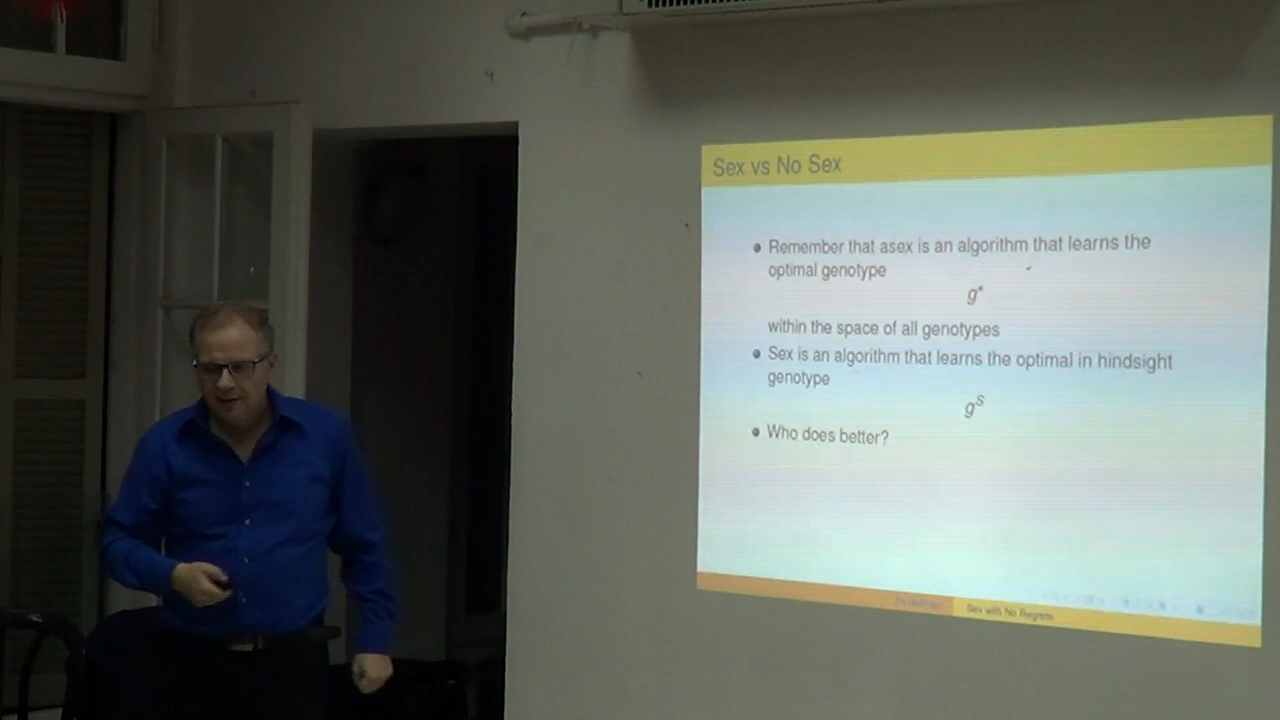 Sex vs No Sex
Remember that asex is an algorithm that learns the
optimal genotype
g*
within the space of all genotypes
Sex is an algorithm that learns the optimal in hindsight
genotype
g^S
Who does better?
Sex with No Regrets